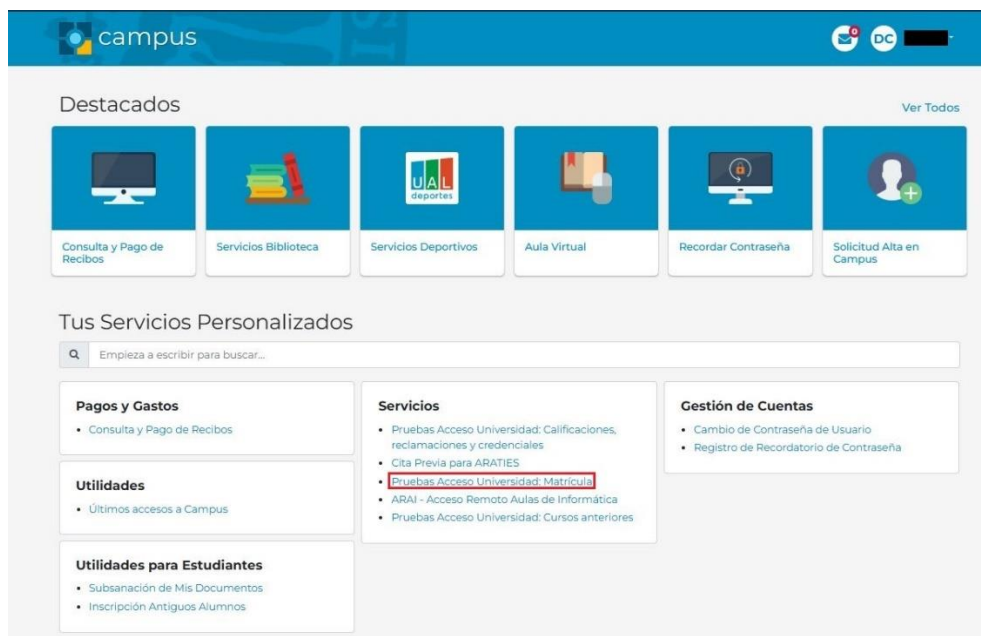 campus
0
DC
Destacados
Ver Todos
UAL
deportes
Consulta y Pago de
Recibos
Servicios Biblioteca
Servicios Deportivos
Aula Virtual
Recordar Contraseña
Solicitud Alta en
Campus
Tus Servicios Personalizados
Empieza a escribir para buscar...
Pagos y Gastos
• Consulta y Pago de Recibos
Utilidades
• Últimos accesos a Campus
Utilidades para Estudiantes
• Subsanación de Mis Documentos
• Inscripción Antiguos Alumnos
Servicios
• Pruebas Acceso Universidad: Calificaciones,
reclamaciones y credenciales
• Cita Previa para ARATIES
• Pruebas Acceso Universidad: Matrícula
• ARAI - Acceso Remoto Aulas de Informática
• Pruebas Acceso Universidad: Cursos anteriores
Gestión de Cuentas
• Cambio de Contraseña de Usuario
• Registro de Recordatorio de Contraseña